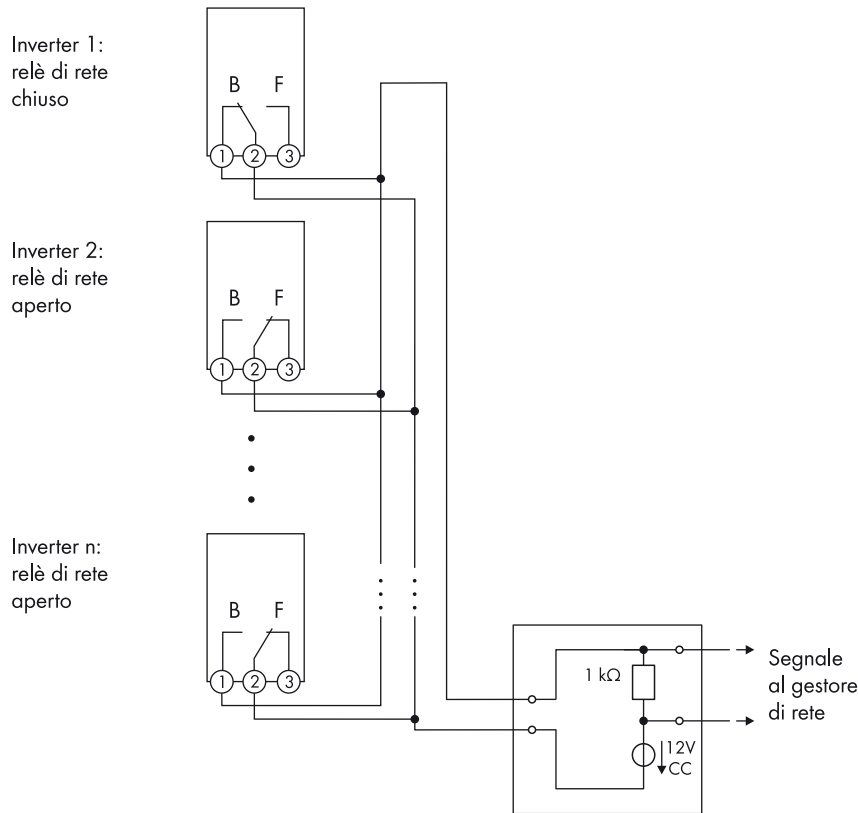 Inverter 1:
relè di rete
chiuso
B F
1 2 3
Inverter 2:
relè di rete
aperto
B F
1 2 3
Inverter n:
relè di rete
aperto
B F
1 2 3
1 kΩ
12V
CC
Segnale
al gestore
di rete